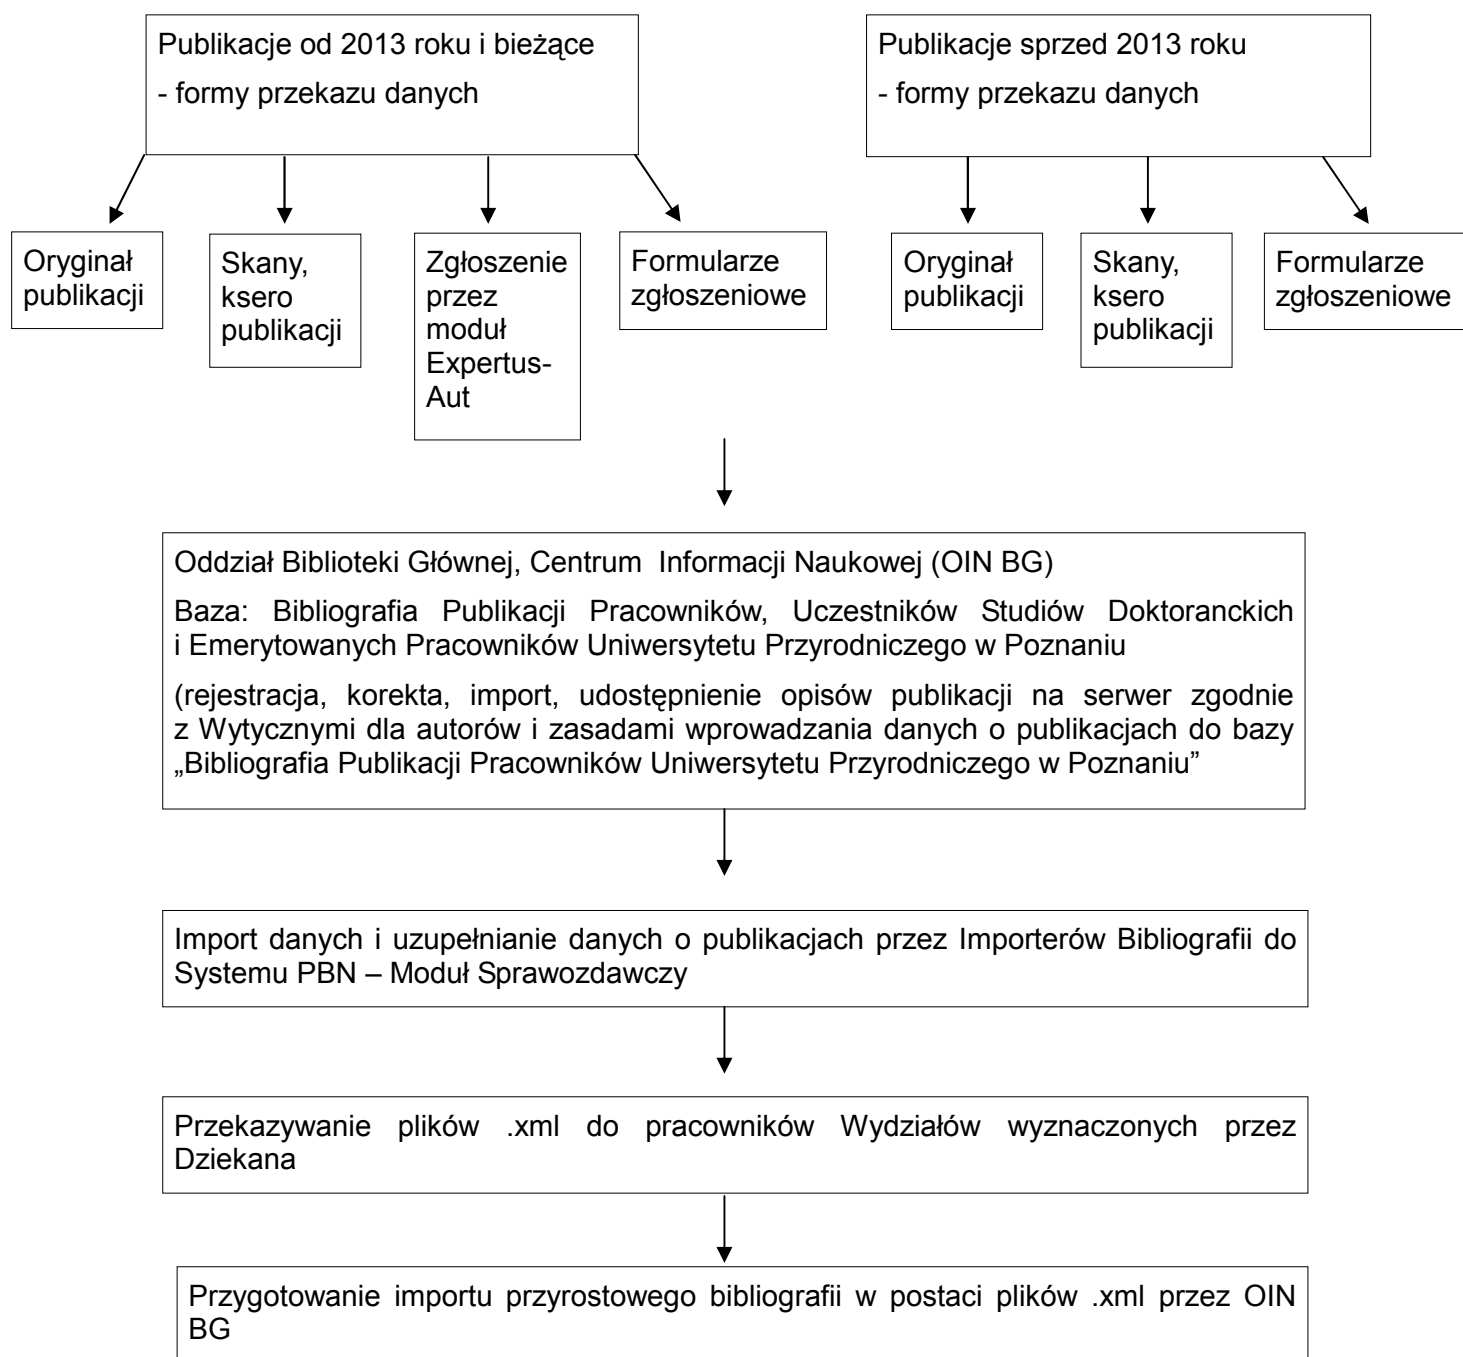 Publikacje od 2013 roku i bieżące
- formy przekazu danych
Publikacje sprzed 2013 roku
- formy przekazu danych
Oryginał
publikacji
Skany,
ksero
publikacji
Zgłoszenie
przez
moduł
Expertus-
Aut
Formularze
zgłoszeniowe
Oryginał
publikacji
Skany,
ksero
publikacji
Formularze
zgłoszeniowe
Oddział Biblioteki Głównej, Centrum Informacji Naukowej (OIN BG)
Baza: Bibliografia Publikacji Pracowników, Uczestników Studiów Doktoranckich
i Emerytowanych Pracowników Uniwersytetu Przyrodniczego w Poznaniu
(rejestracja, korekta, import, udostępnienie opisów publikacji na serwer zgodnie
z Wytycznymi dla autorów i zasadami wprowadzania danych o publikacjach do bazy
„Bibliografia Publikacji Pracowników Uniwersytetu Przyrodniczego w Poznaniu”
Import danych i uzupełnianie danych o publikacjach przez Importerów Bibliografii do
Systemu PBN – Moduł Sprawozdawczy
Przekazywanie plików .xml do pracowników Wydziałów wyznaczonych przez
Dziekana
Przygotowanie importu przyrostowego bibliografii w postaci plików .xml przez OIN
BG